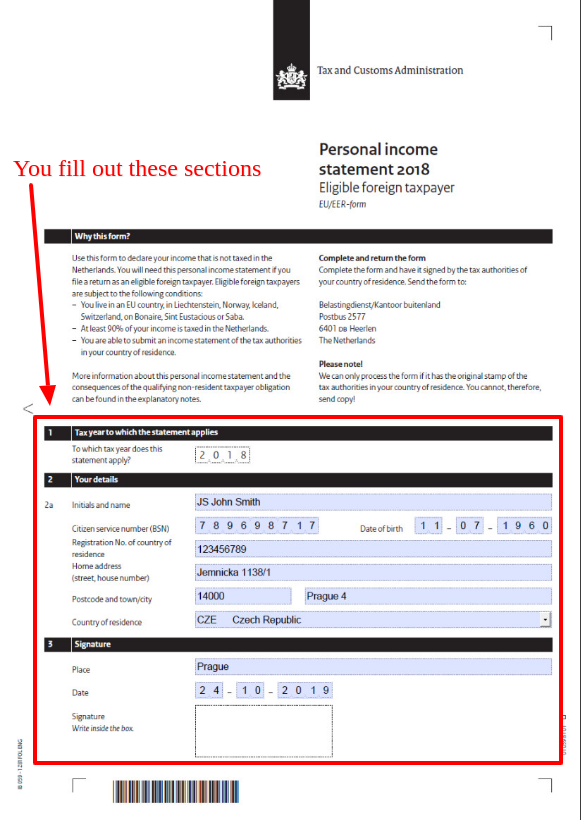 Tax and Customs Administration
You fill out these sections
Personal income
statement 2018
Eligible foreign taxpayer
EU/EER-form
Why this form?
Use this form to declare your income that is not taxed in the
Netherlands. You will need this personal income statement if you
file a return as an eligible foreign taxpayer. Eligible foreign taxpayers
are subject to the following conditions:
– You live in an EU country, in Liechtenstein, Norway, Iceland,
Switzerland, on Bonaire, Sint Eustacious or Saba.
– At least 90% of your income is taxed in the Netherlands.
– You are able to submit an income statement of the tax authorities
in your country of residence.
More information about this personal income statement and the
consequences of the qualifying non-resident taxpayer obligation
can be found in the explanatory notes.
Complete and return the form
Complete the form and have it signed by the tax authorities of
your country of residence. Send the form to:
Belastingdienst/Kantoor buitenland
Postbus 2577
6401 DB Heerlen
The Netherlands
Please note!
We can only process the form if it has the original stamp of the
tax authorities in your country of residence. You cannot, therefore,
send copy!
1 Tax year to which the statement applies
To which tax year does this
statement apply?
2 0 1 8
2 Your details
2a Initials and name JS John Smith
Citizen service number (BSN) 7 8 9 6 9 8 7 1 7 Date of birth 1 1 – 0 7 – 1 9 6 0
Registration No. of country of
residence
123456789
Home address
(street, house number)
Jemnicka 1138/1
Postcode and town/city 14000 Prague 4
Country of residence CZE Czech Republic
3 Signature
Place Prague
Date 2 4 – 1 0 – 2 0 1 9
Signature
Write inside the box.